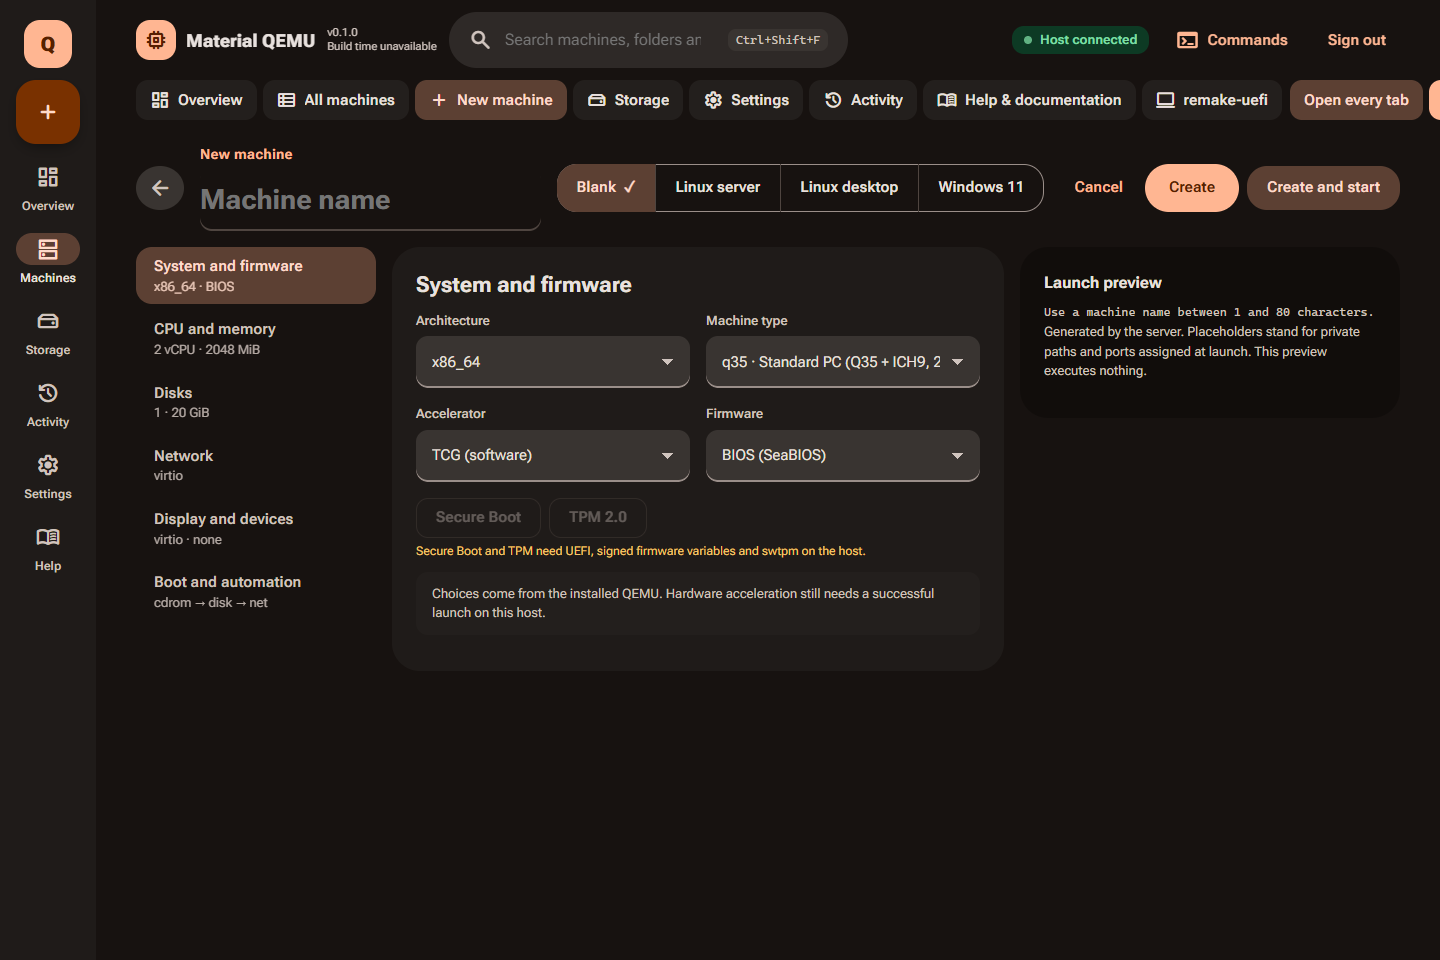 Q
Material QEMU
v0.1.0
Build time unavailable
Search machines, folders an
Ctrl+Shift+F
Host connected
Commands
Sign out
Overview
All machines
New machine
Storage
Settings
Activity
Help & documentation
remake-uefi
Open every tab
Overview
Machines
Storage
Activity
Settings
Help
New machine
Machine name
Blank ✓
Linux server
Linux desktop
Windows 11
Cancel
Create
Create and start
System and firmware
x86_64 · BIOS
CPU and memory
2 vCPU · 2048 MiB
Disks
1 · 20 GiB
Network
virtio
Display and devices
virtio · none
Boot and automation
cdrom → disk → net
System and firmware
Architecture
Machine type
x86_64
q35 · Standard PC (Q35 + ICH9, 2
Accelerator
Firmware
TCG (software)
BIOS (SeaBIOS)
Secure Boot
TPM 2.0
Secure Boot and TPM need UEFI, signed firmware variables and swtpm on the host.
Choices come from the installed QEMU. Hardware acceleration still needs a successful
launch on this host.
Launch preview
Use a machine name between 1 and 80 characters.
Generated by the server. Placeholders stand for private
paths and ports assigned at launch. This preview
executes nothing.